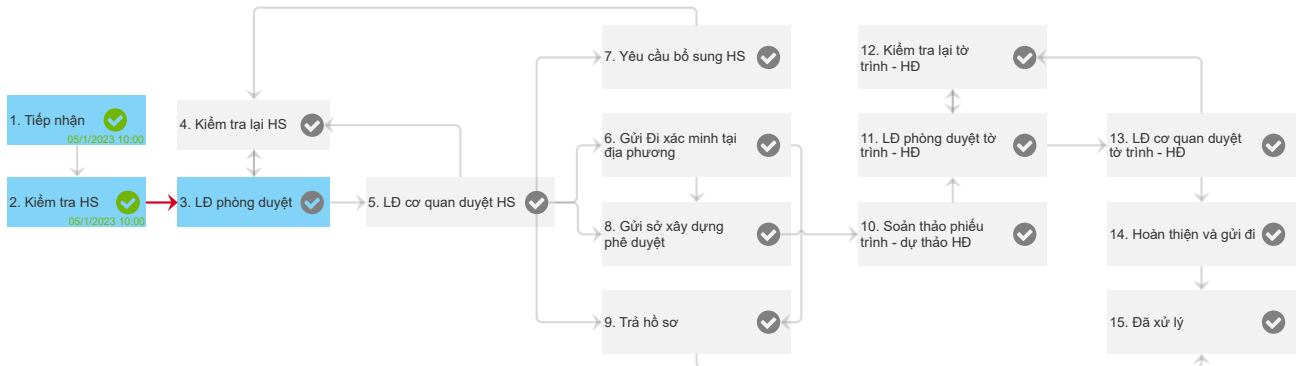 1. Tiếp nhận
05/1/2023 10:00
2. Kiểm tra HS
05/1/2023 10:00
3. LĐ phòng duyệt
4. Kiểm tra lại HS
5. LĐ cơ quan duyệt HS
7. Yêu cầu bổ sung HS
6. Gửi Đi xác minh tại
địa phương
8. Gửi sở xây dựng
phê duyệt
9. Trả hồ sơ
12. Kiểm tra lại tờ
trình - HĐ
11. LĐ phòng duyệt tờ
trình - HĐ
10. Soản thảo phiếu
trình - dự thảo HĐ
13. LĐ cơ quan duyệt
tờ trình - HĐ
14. Hoàn thiện và gửi đi
15. Đã xử lý